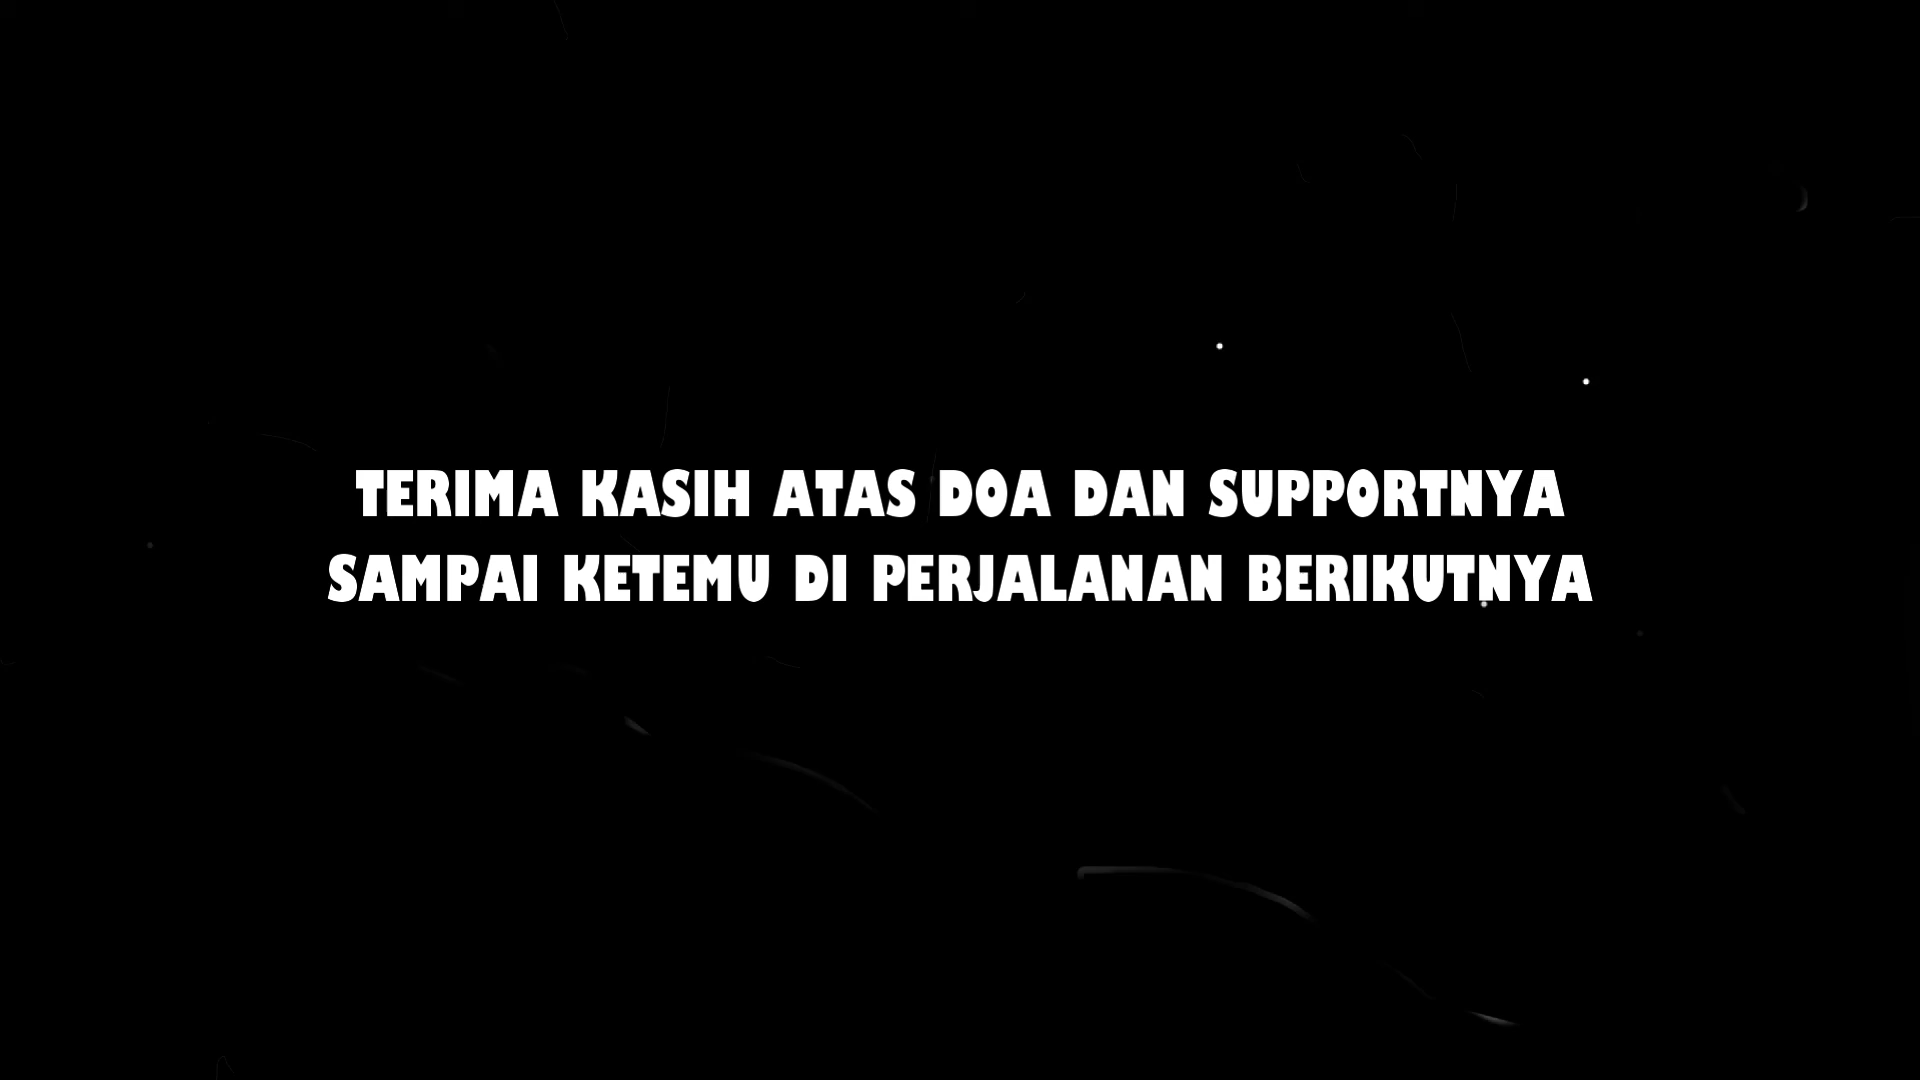 TERIMA KASIH ATAS DOA DAN SUPPORTNYA
SAMPAI KETEMU DI PERJALANAN BERIKUTNYA